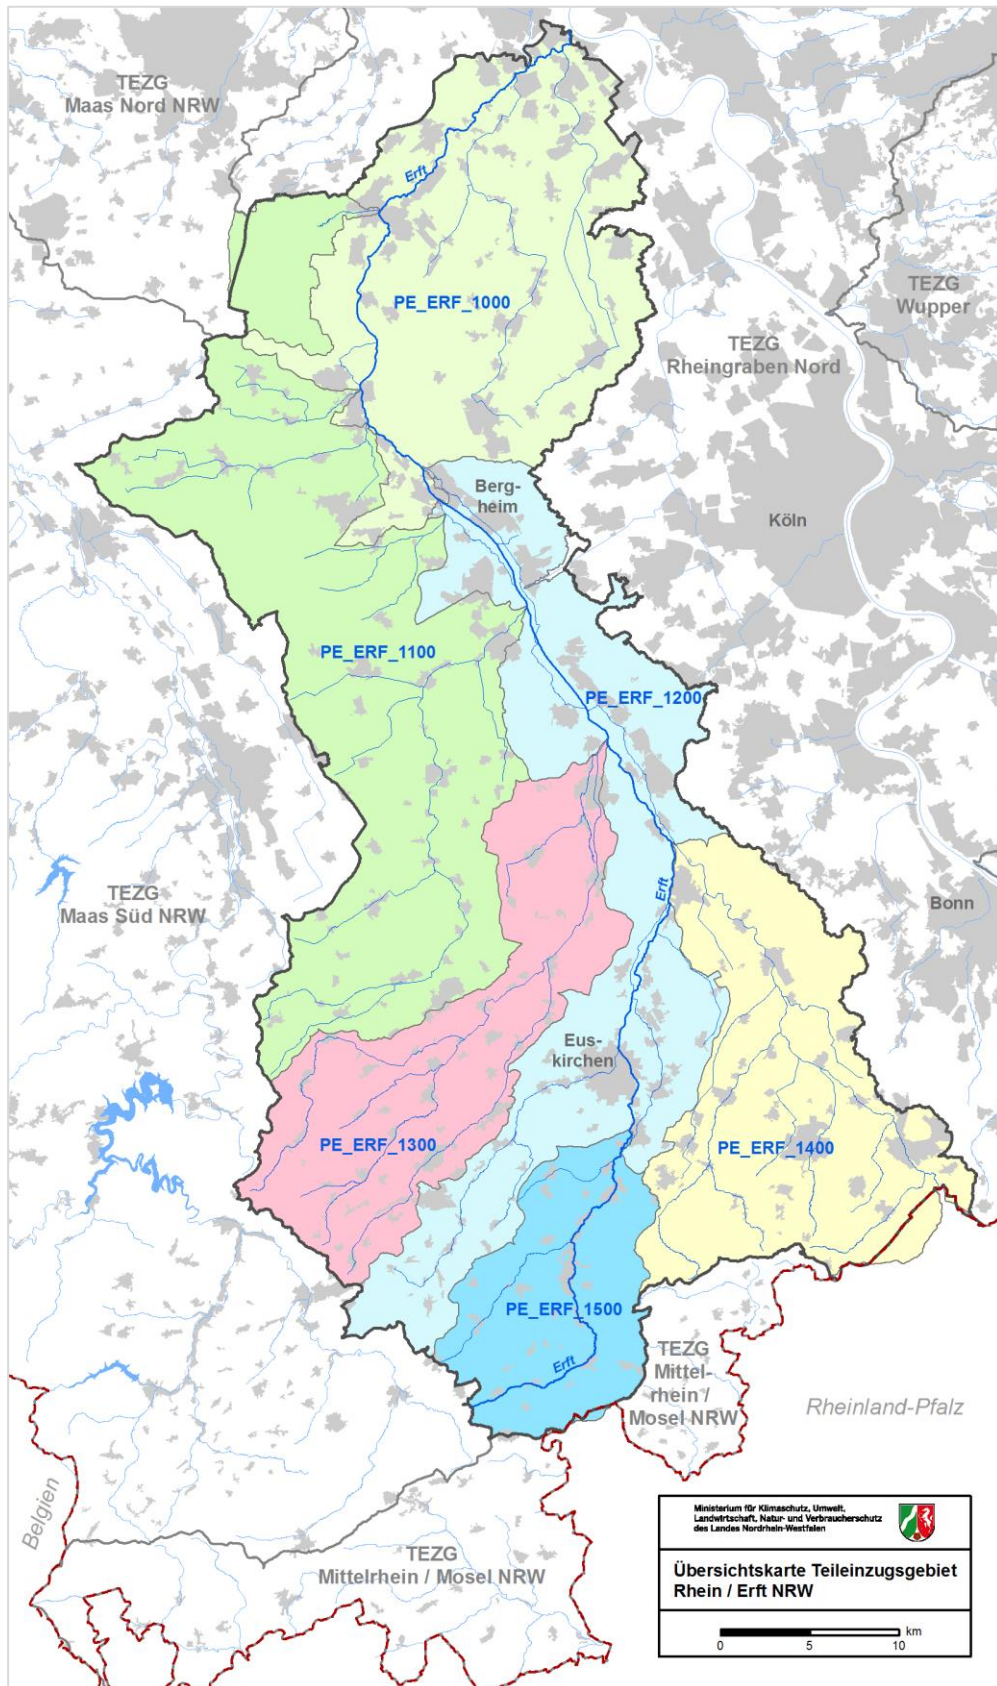 TEZG
Maas Nord NRW
Erft
PE_ERF_1000
TEZG
Wupper
TEZG
Rheingraben Nord
Berg-
heim
Köln
PE_ERF_1100
PE_ERF_1200
TEZG
Maas Süd NRW
Erft
Bonn
Eus-
kirchen
PE_ERF_1300
PE_ERF_1400
PE_ERF_1500
Erft
TEZG
Mittel-
rhein /
Mosel NRW
Rheinland-Pfalz
Belgien
TEZG
Mittelrhein / Mosel NRW
Ministerium für Klimaschutz, Umwelt,
Landwirtschaft, Natur- und Verbraucherschutz
des Landes Nordrhein-Westfalen
Übersichtskarte Teileinzugsgebiet
Rhein / Erft NRW
km
0 5 10